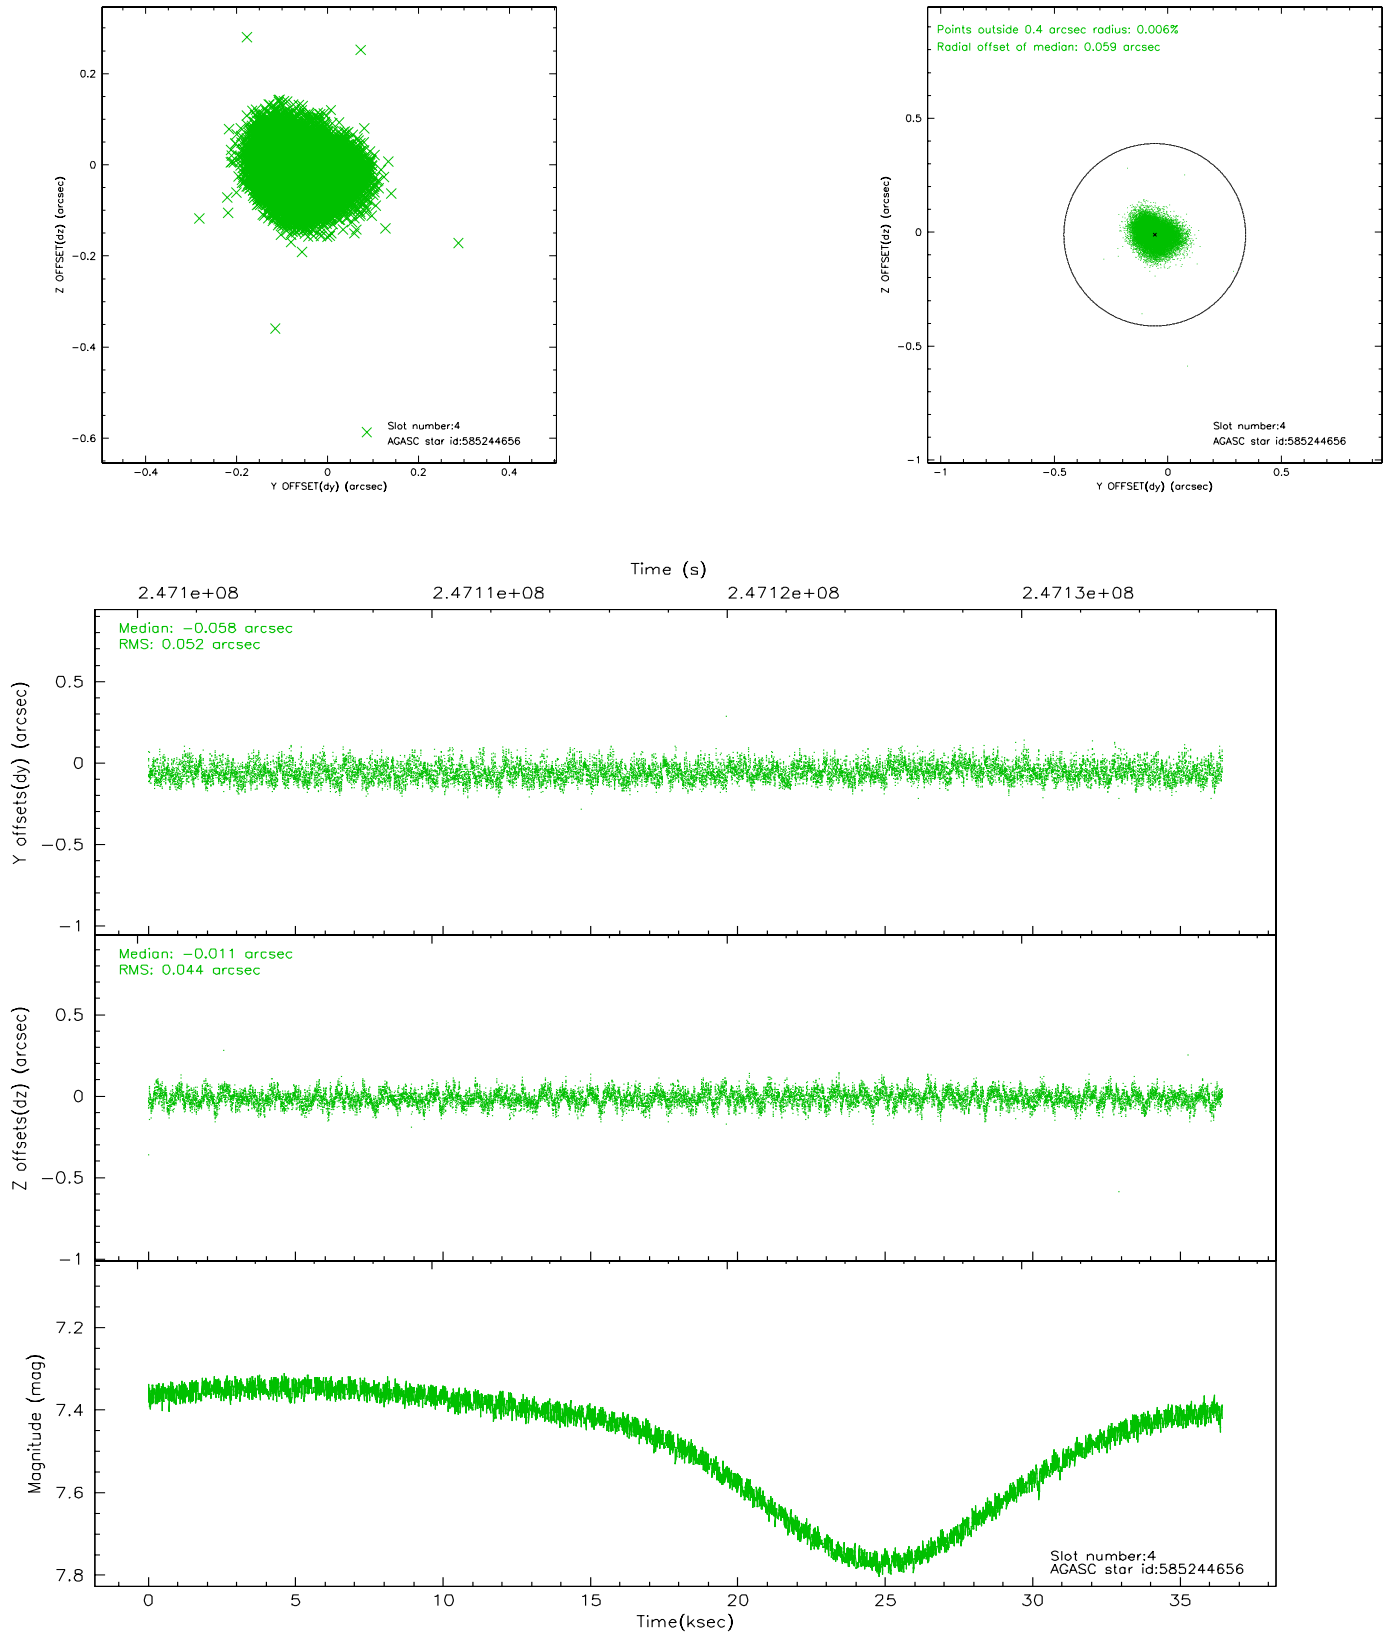 0.2
0
-0.2
-0.4
-0.6
Z OFFSET(dz) (arcsec)
Slot number:4
AGASC star id:585244656
-0.4
-0.2
0
0.2
0.4
Y OFFSET(dy) (arcsec)
Points outside 0.4 arcsec radius: 0.006%
Radial offset of median: 0.059 arcsec
0.5
0
-0.5
-1
Z OFFSET(dz) (arcsec)
Slot number:4
AGASC star id:585244656
-1
-0.5
0
0.5
Y OFFSET(dy) (arcsec)
Time (s)
2.471e+08
2.4711e+08
2.4712e+08
2.4713e+08
Median: -0.058 arcsec
RMS: 0.052 arcsec
0.5
0
-0.5
-1
Y offsets(dy) (arcsec)
Median: -0.011 arcsec
RMS: 0.044 arcsec
0.5
0
-0.5
-1
Z offsets(dz) (arcsec)
7.2
7.4
7.6
7.8
Magnitude (mag)
Slot number:4
AGASC star id:585244656
0
5
10
15
20
25
30
35
Time(ksec)